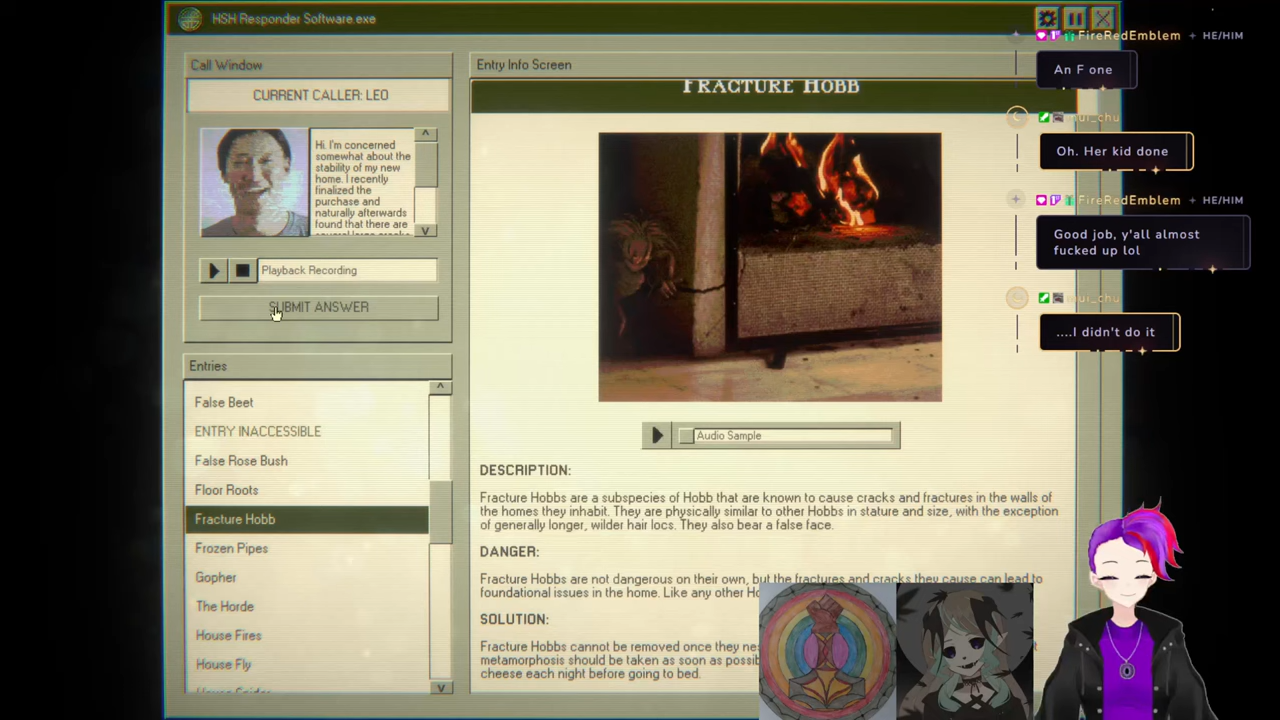 HSH Responder Software.exe
Call Window
CURRENT CALLER: LEO
Hi. I'm concerned
somewhat about the
stability of my new
home. I recently
finalized the
purchase and
naturally afterwards
found that there are
several large cracks
Playback Recording
SUBMIT ANSWER
Entries
False Beet
ENTRY INACCESSIBLE
False Rose Bush
Floor Roots
Fracture Hobb
Frozen Pipes
Gopher
The Horde
House Fires
House Fly
House Spider
Entry Info Screen
FRACTURE HOBB
Audio Sample
DESCRIPTION:
Fracture Hobbs are a subspecies of Hobb that are known to cause cracks and fractures in the walls of
the homes they inhabit. They are physically similar to other Hobbs in stature and size, with the exception
of generally longer, wilder hair locs. They also bear a false face.
DANGER:
Fracture Hobbs are not dangerous on their own, but the fractures and cracks they cause can lead to
foundational issues in the home. Like any other
SOLUTION:
Fracture Hobbs cannot be removed once they
metamorphosis should be taken as soon as
cheese each night before going to bed.
FireRedEmblem + HE/HIM
An F one
Oh. Her kid done
FireRedEmblem + HE/HIM
Good job, y'all almost
fucked up lol
....I didn't do it